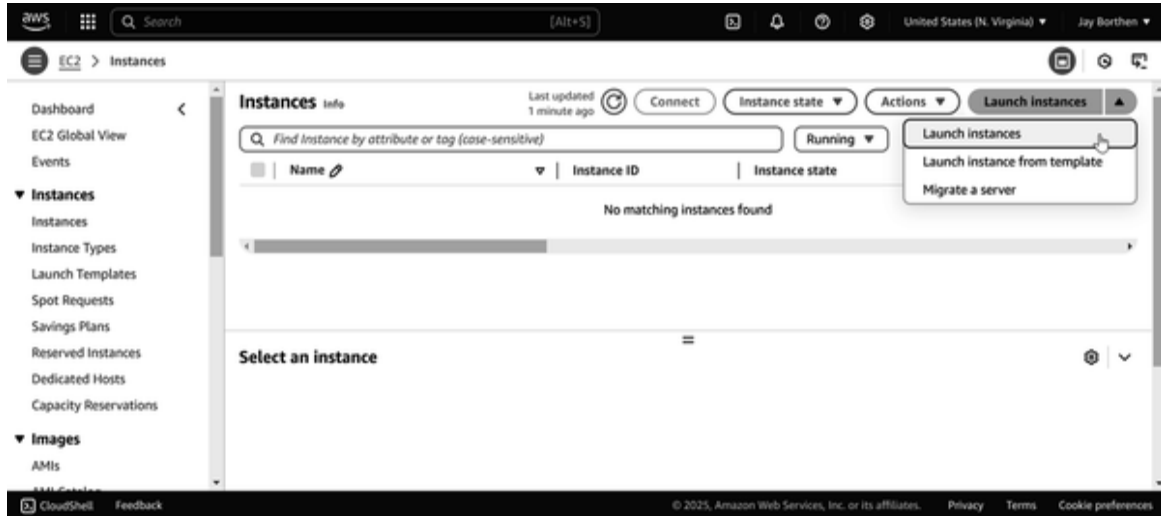 aws
Search [Alt+S]
United States (N. Virginia) Jay Borthen
EC2 > Instances
Dashboard
EC2 Global View
Events
Instances
Instances
Instance Types
Launch Templates
Spot Requests
Savings Plans
Reserved Instances
Dedicated Hosts
Capacity Reservations
Images
AMIs
AMI Catalog
Instances Info
Last updated
1 minute ago
Connect
Instance state
Actions
Launch instances
Find Instance by attribute or tag (case-sensitive)
Running
Launch instances
Launch instance from template
Migrate a server
Name Instance ID Instance state
No matching instances found
Select an instance
CloudShell Feedback © 2025, Amazon Web Services, Inc. or its affiliates. Privacy Terms Cookie preferences